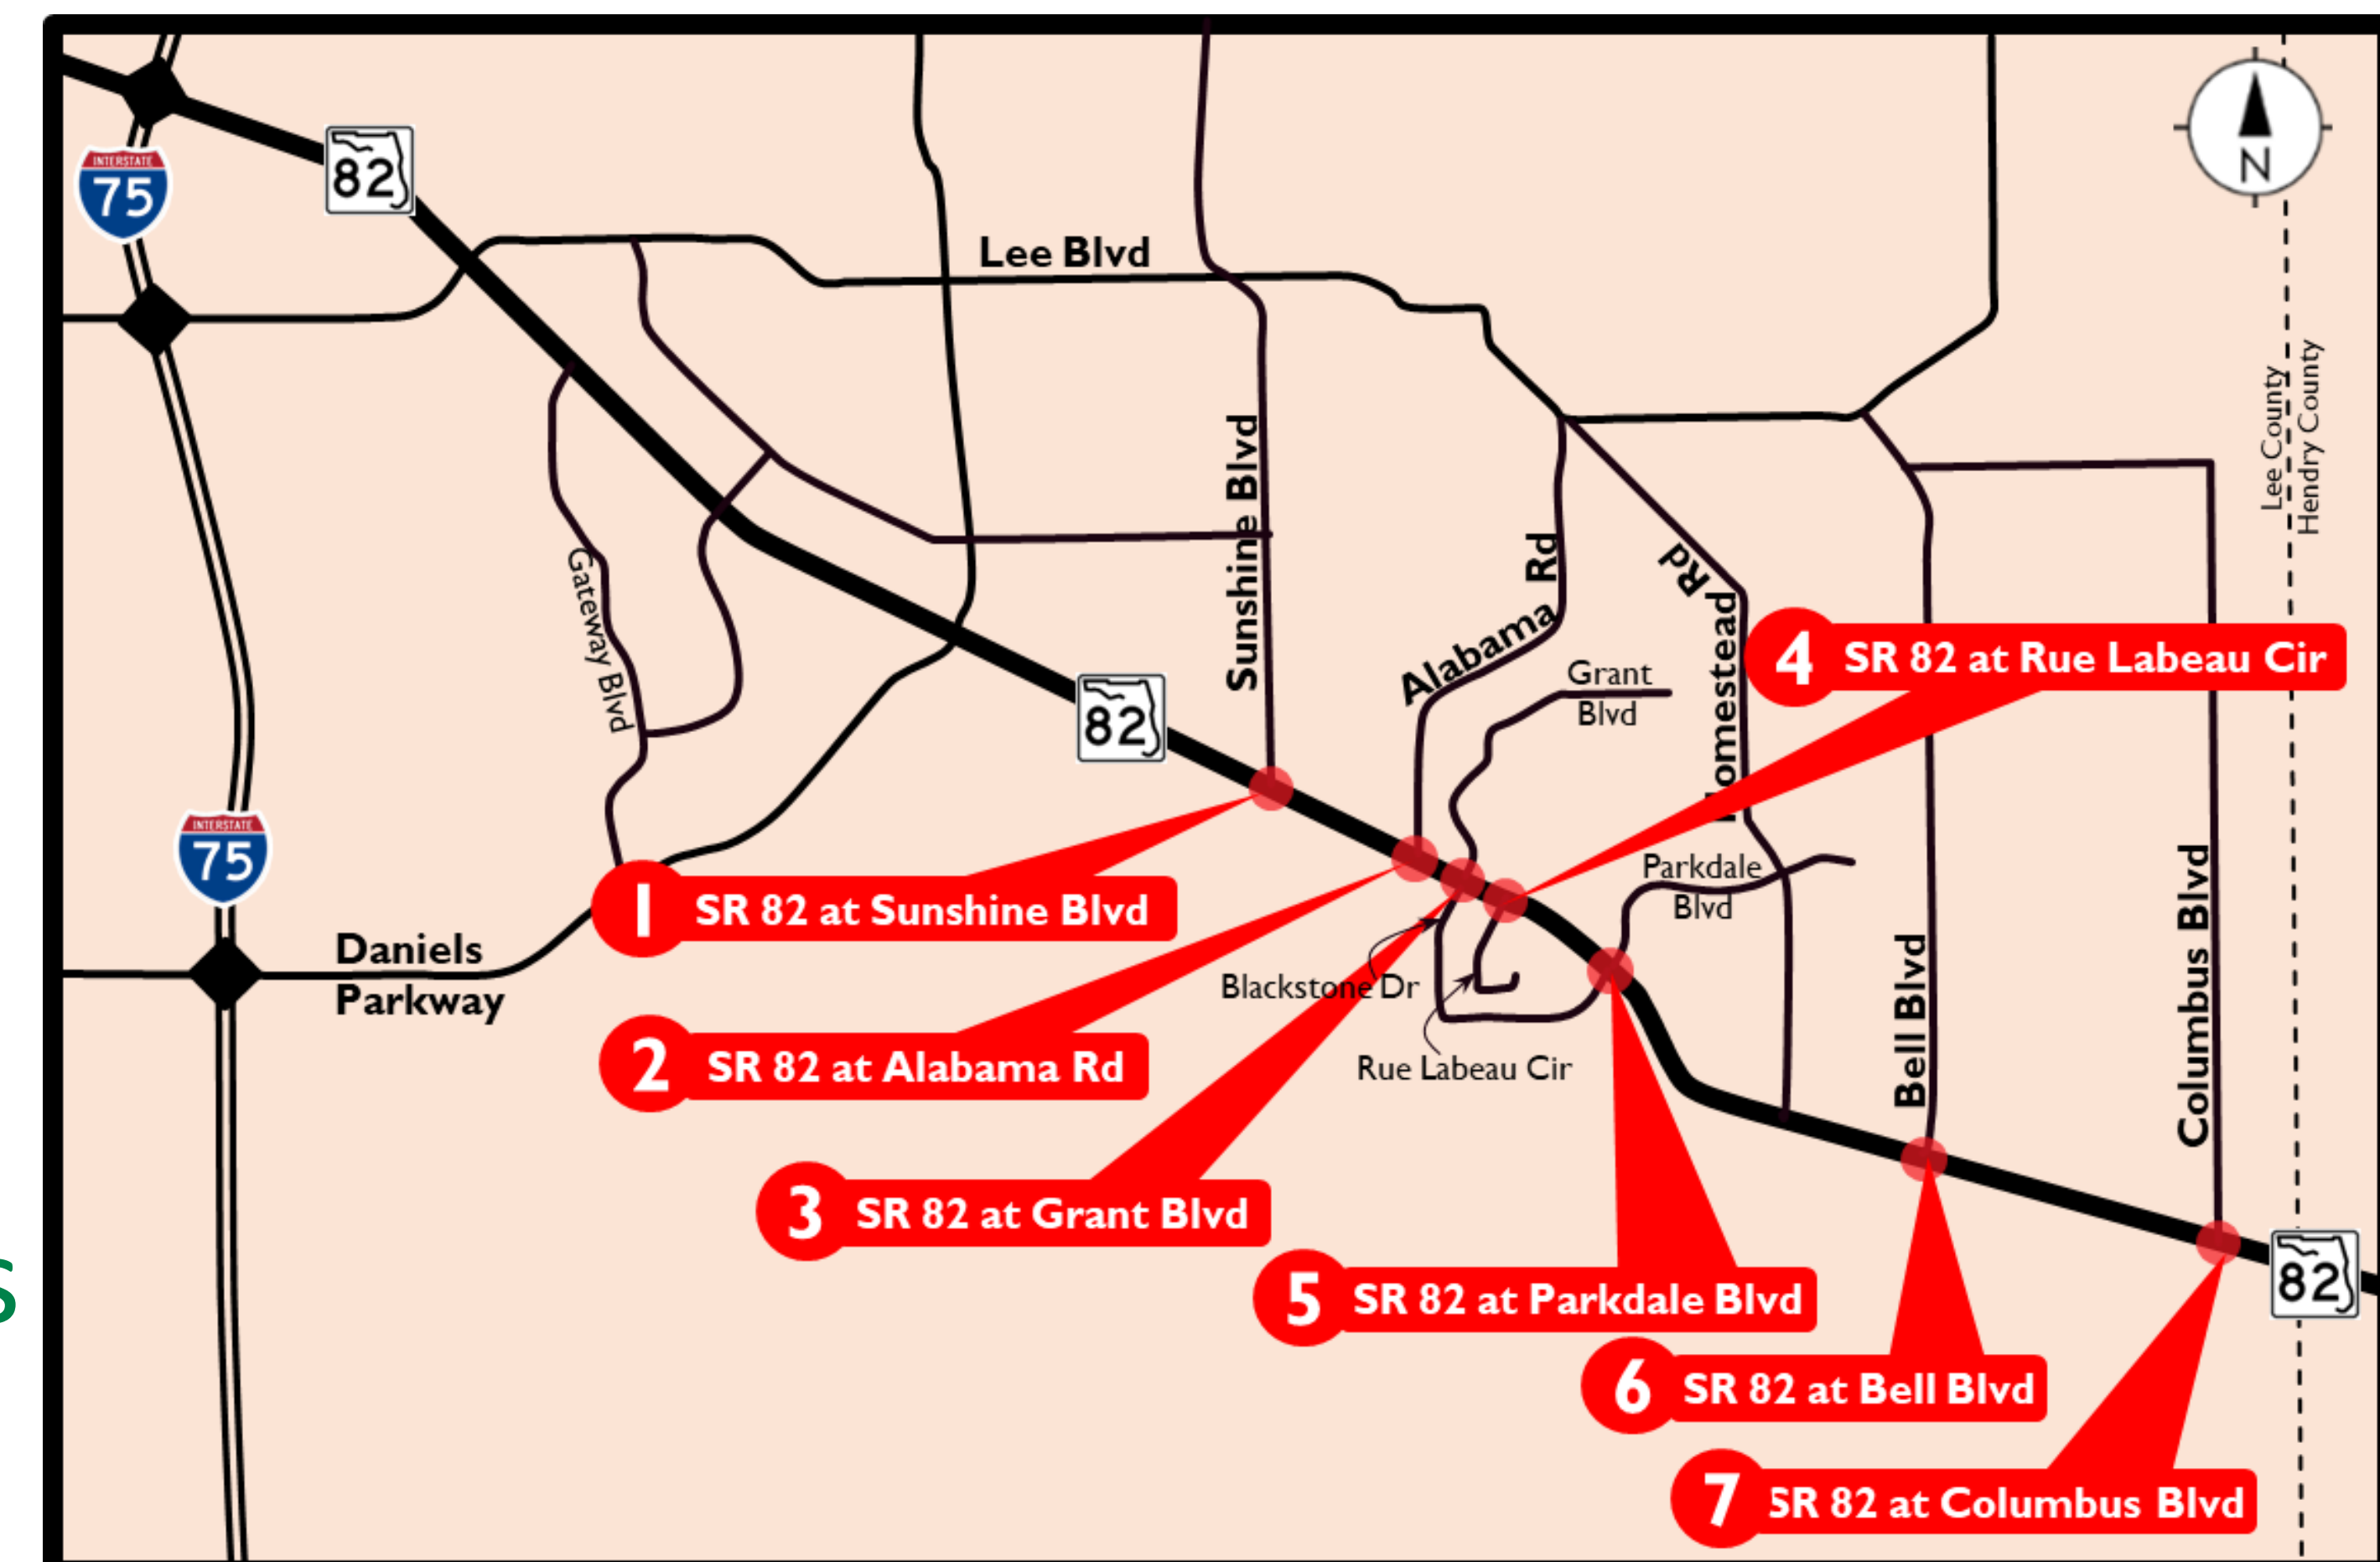 INTERSTATE
75
82
N
Lee Blvd
Lee County
Hendry County
Gateway Blvd
Sunshine Blvd
Alabama Rd
Homestead Rd
4 SR 82 at Rue Labeau Cir
Grant
Blvd
82
INTERSTATE
75
Parkdale
Blvd
1 SR 82 at Sunshine Blvd
Daniels
Parkway
Blackstone Dr
Bell Blvd
Columbus Blvd
2 SR 82 at Alabama Rd
Rue Labeau Cir
3 SR 82 at Grant Blvd
82
s
5 SR 82 at Parkdale Blvd
6 SR 82 at Bell Blvd
7 SR 82 at Columbus Blvd